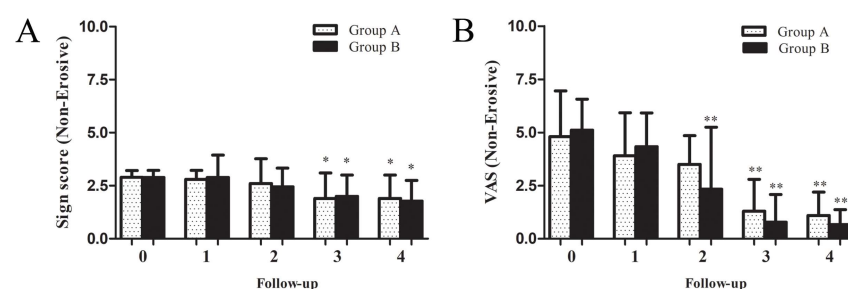 A
Sign score (Non-Erosive)
10.0
7.5
5.0
2.5
0.0
Group A
Group B
* * * *
0 1 2 3 4
Follow-up
B
VAS (Non-Erosive)
10.0
7.5
5.0
2.5
0.0
Group A
Group B
** ** ** ** **
0 1 2 3 4
Follow-up